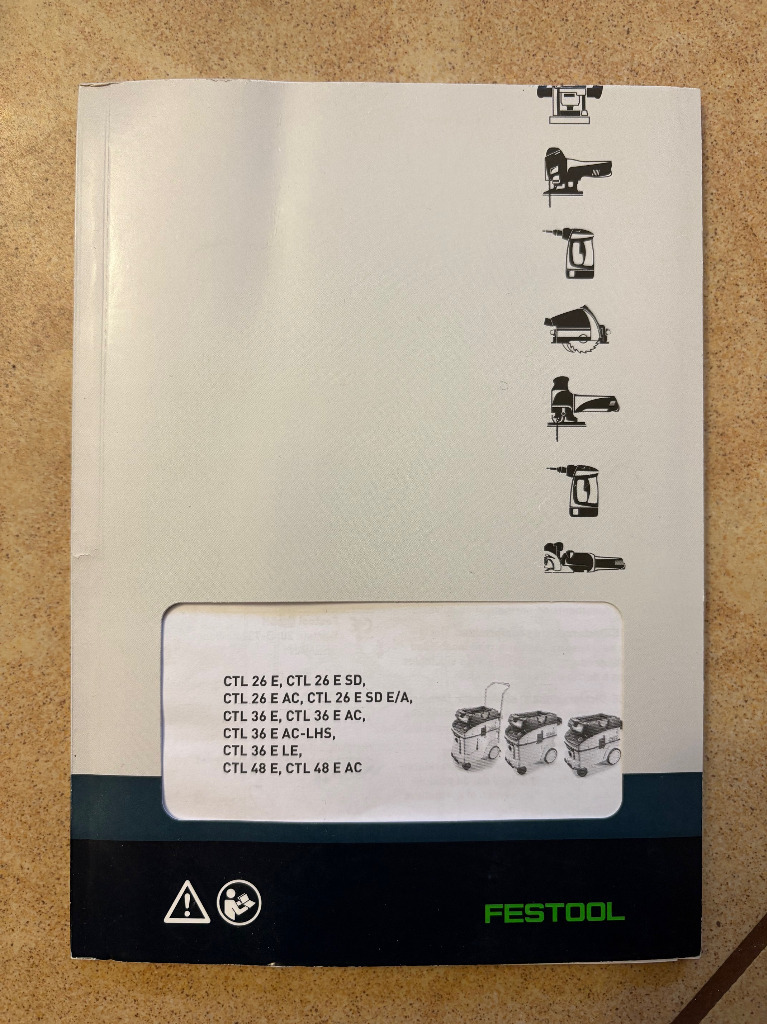 CTL 26 E, CTL 26 E SD,
CTL 26 E AC, CTL 26 E SD E/A,
CTL 36 E, CTL 36 E AC,
CTL 36 E AC-LHS,
CTL 36 E LE,
CTL 48 E, CTL 48 E AC
FESTOOL